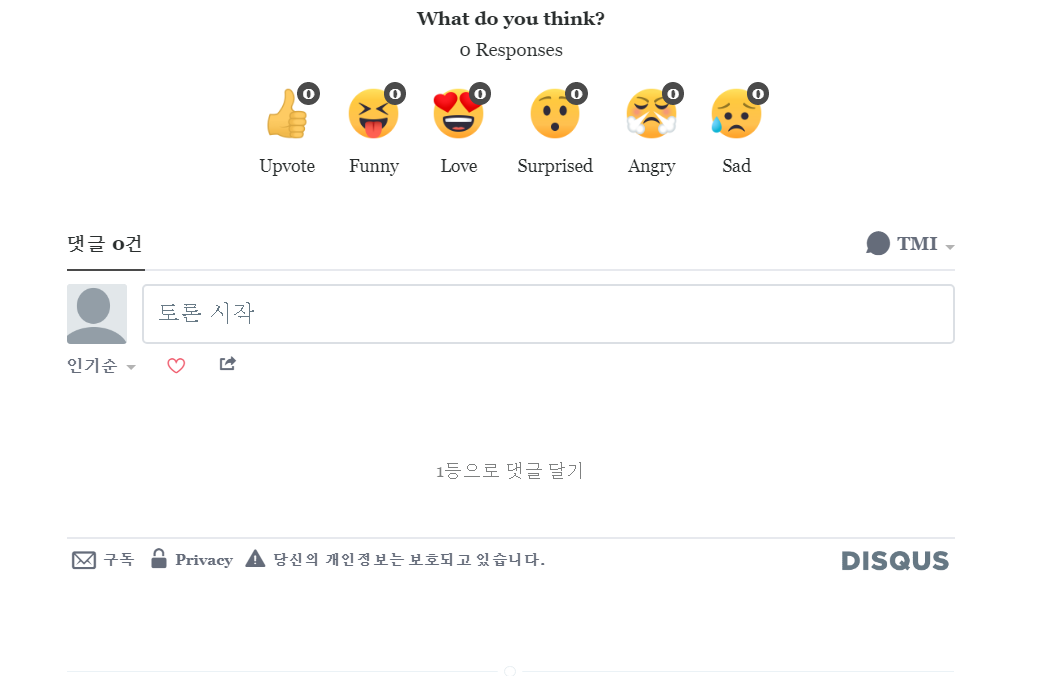 What do you think?
0 Responses
0 0 0 0 0 0
Upvote Funny Love Surprised Angry Sad
댓글 0건 TMI
토론 시작
인기순
1등으로 댓글 달기
구독 Privacy 당신의 개인정보는 보호되고 있습니다. DISQUS